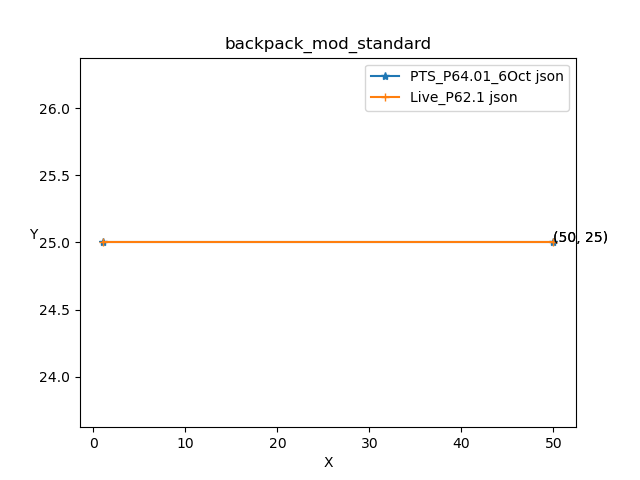 backpack_mod_standard
PTS_P64.01_6Oct json
Live_P62.1 json
26.0
25.5
Y
25.0
(50, 25)
24.5
24.0
0 10 20 30 40 50
X